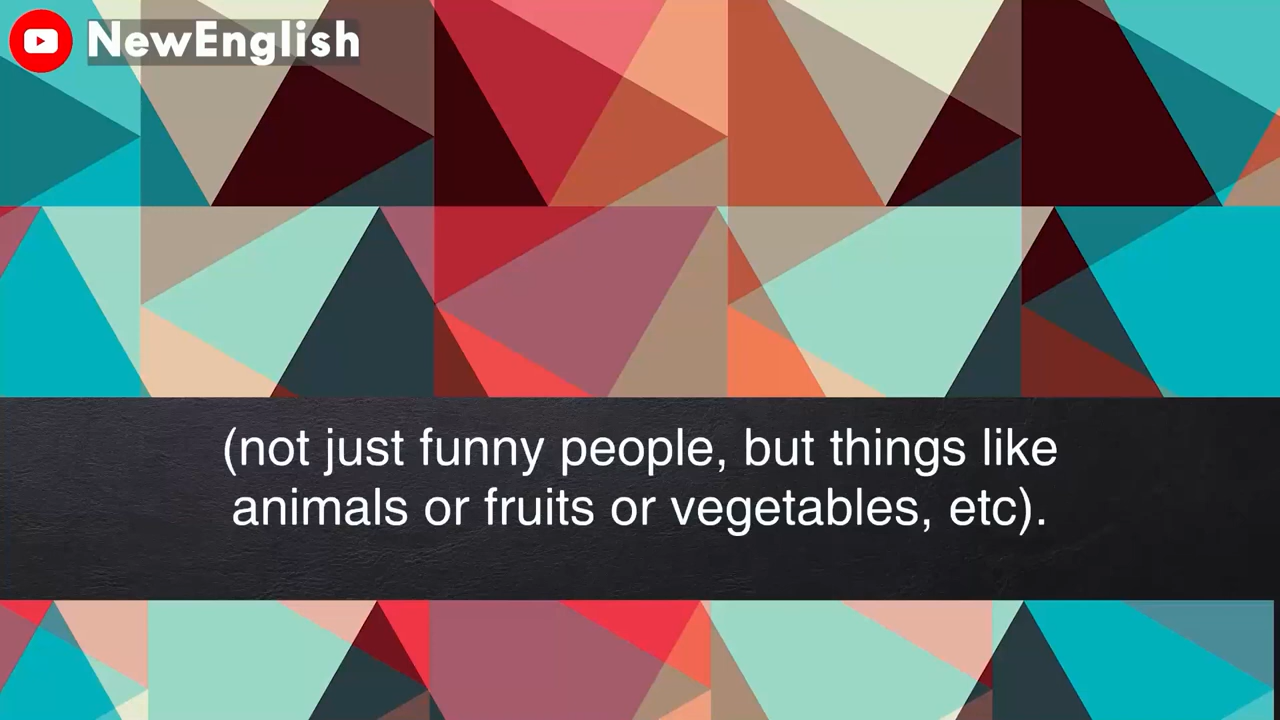 NewEnglish
(not just funny people, but things like
animals or fruits or vegetables, etc).